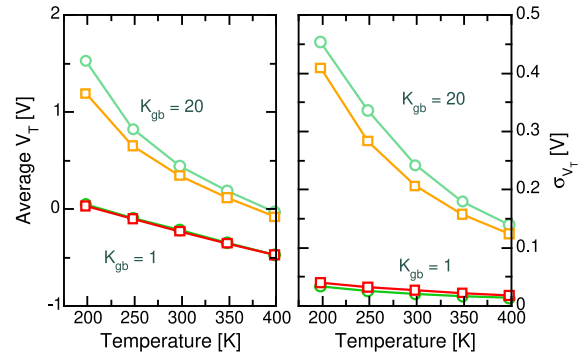 2
1
0
-1
Average V_T [V]
K_gb = 20
K_gb = 1
200 250 300 350 400
Temperature [K]
K_gb = 20
K_gb = 1
200 250 300 350 400
Temperature [K]
0.5
0.4
0.3
0.2
0.1
0
σ_V_T [V]